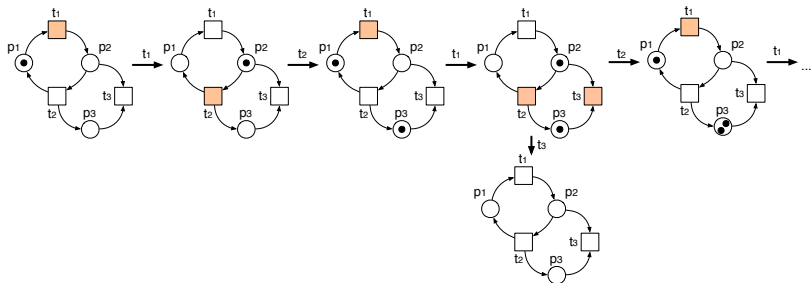 t1 t1 t1 t1 t1
p1 p2 t1 p1 p2 t2 p1 p2 t1 p1 p2 t2 p1 p2 t1
...
t3 t3 t3 t3 t3
t2 p3 t2 p3 t2 p3 t2 p3 t2 p3
t3
t1
p1 p2
t3
t2 p3